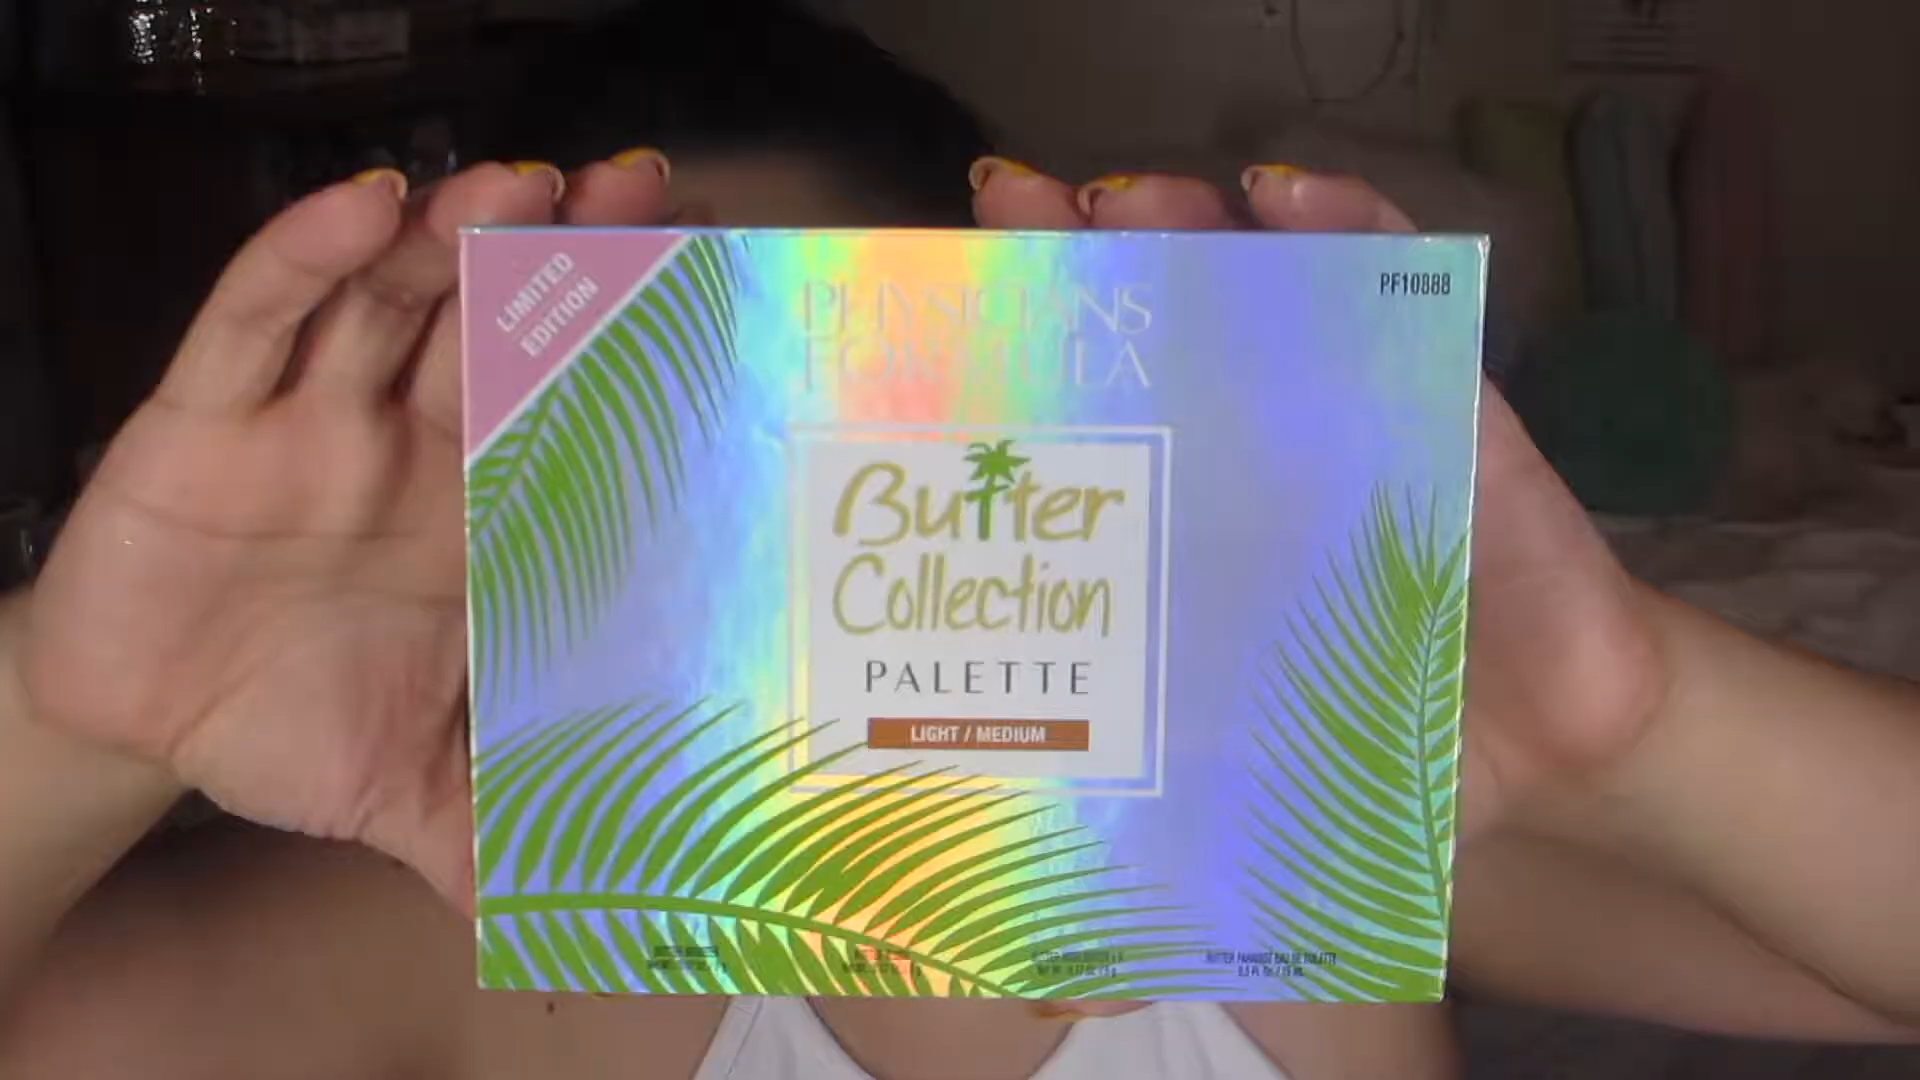 LIMITED
EDITION
PF10888
PHYSICIANS
FORMULA
Butter
Collection
PALETTE
LIGHT / MEDIUM